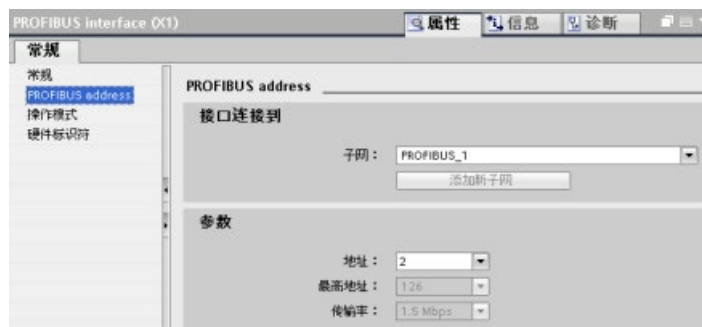 PROFIBUS interface (X1)
属性 信息 诊断
常规
常规
PROFIBUS address
操作模式
硬件标识符
PROFIBUS address
接口连接到
子网： PROFIBUS_1
添加新子网
参数
地址： 2
最高地址： 126
传输率： 1.5 Mbps